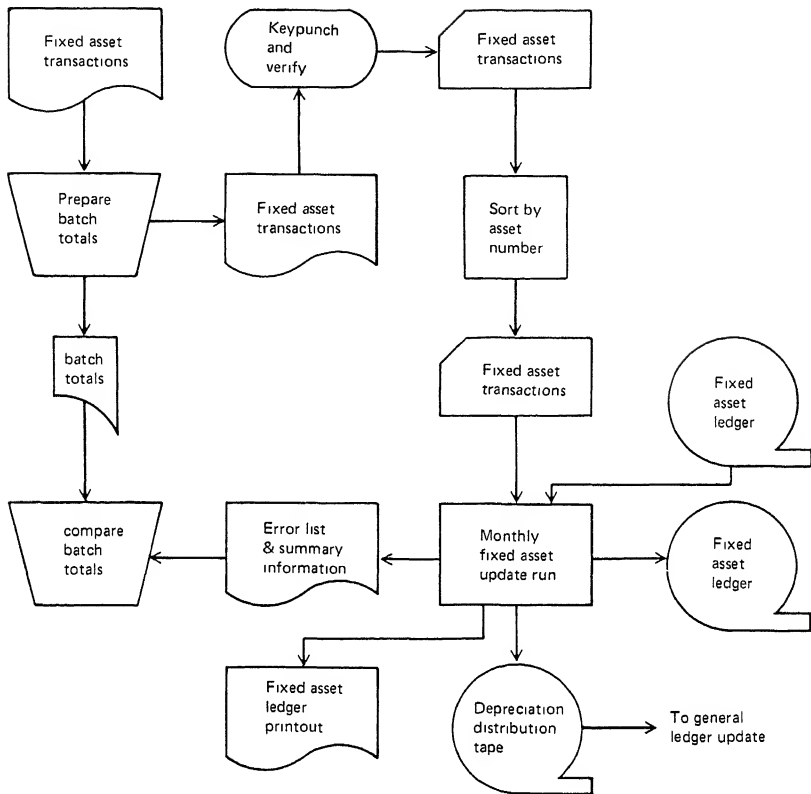 Fixed asset
transactions
Keypunch
and
verify
Fixed asset
transactions
Prepare
batch
totals
Fixed asset
transactions
Sort by
asset
number
batch
totals
Fixed asset
transactions
Fixed
asset
ledger
compare
batch
totals
Error list
& summary
information
Monthly
fixed asset
update run
Fixed
asset
ledger
Fixed asset
ledger
printout
Depreciation
distribution
tape
To general
ledger update